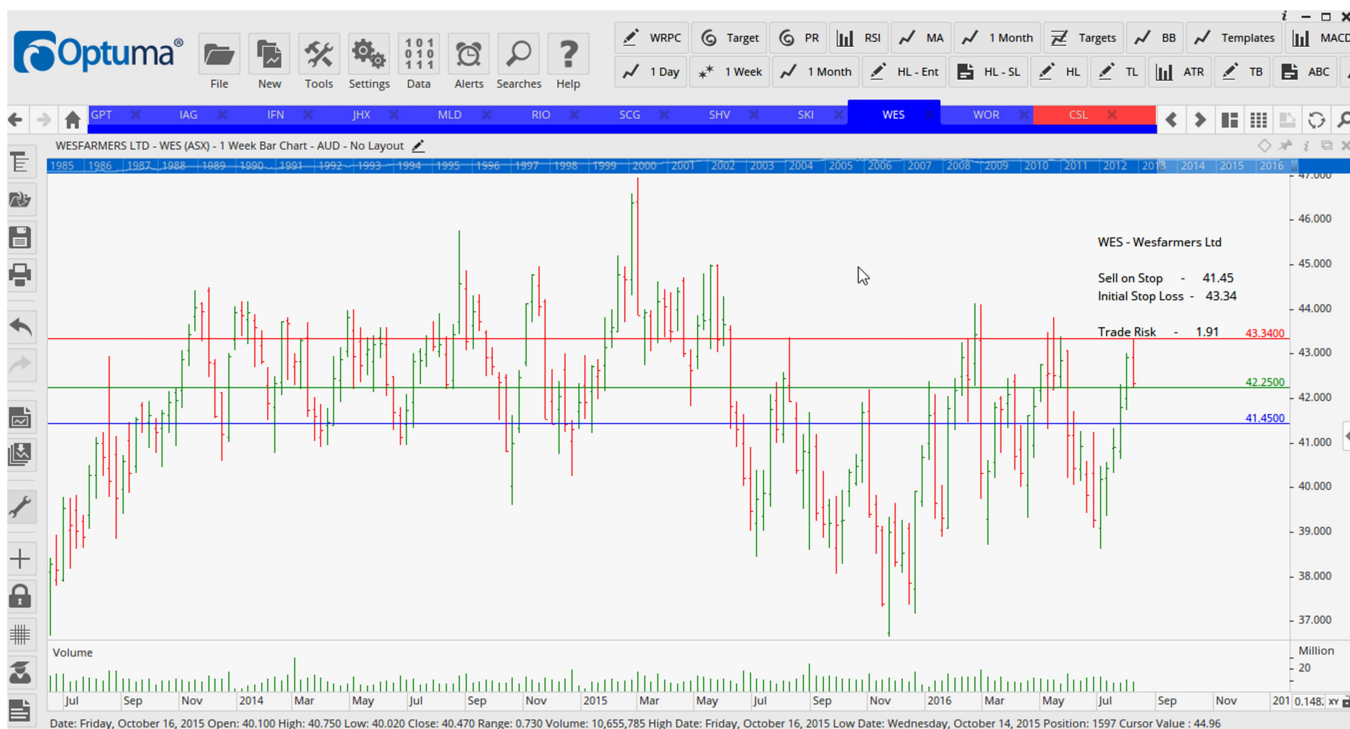 Optuma®
File New Tools Settings Data Alerts Searches Help
WRPC Target PR RSI MA 1 Month Targets BB Templates MACD
1 Day 1 Week 1 Month HL - Ent HL - SL HL TL ATR TB ABC
GPT IAG IFN JHX MLD RIO SCG SHV SKI WES WOR CSL
WESFARMERS LTD - WES (ASX) - 1 Week Bar Chart - AUD - No Layout
1985 1986 1987 1988 1989 1990 1991 1992 1993 1994 1995 1996 1997 1998 1999 2000 2001 2002 2003 2004 2005 2006 2007 2008 2009 2010 2011 2012 2013 2014 2015 2016
47.000
46.000
WES - Wesfarmers Ltd
45.000
Sell on Stop - 41.45
Initial Stop Loss - 43.34
44.000
Trade Risk - 1.91
43.3400
43.000
42.2500
42.000
41.4500
41.000
40.000
39.000
38.000
37.000
Volume
Million
20
Jul Sep Nov 2014 Mar May Jul Sep Nov 2015 Mar May Jul Sep Nov 2016 Mar May Jul Sep Nov 201 0.148 XY
Date: Friday, October 16, 2015 Open: 40.100 High: 40.750 Low: 40.020 Close: 40.470 Range: 0.730 Volume: 10,655,785 High Date: Friday, October 16, 2015 Low Date: Wednesday, October 14, 2015 Position: 1597 Cursor Value : 44.96